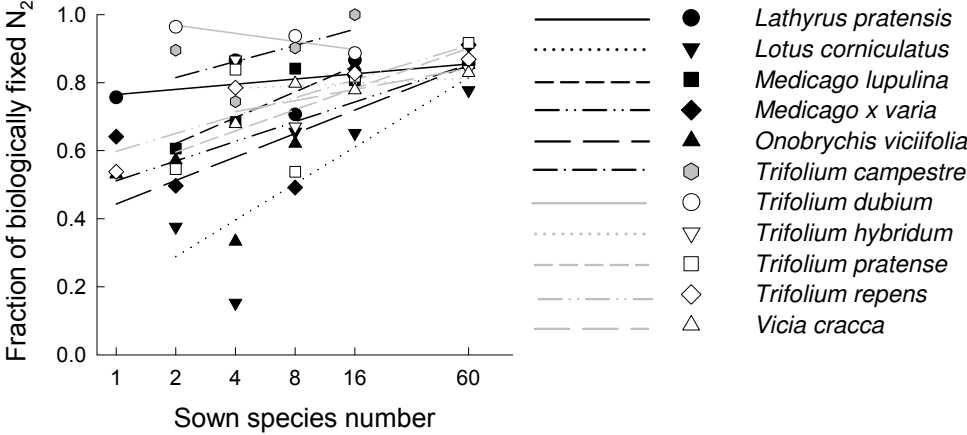 Fraction of biologically fixed N2
1.0
0.8
0.6
0.4
0.2
0.0
1 2 4 8 16 60
Sown species number
Lathyrus pratensis
Lotus corniculatus
Medicago lupulina
Medicago x varia
Onobrychis viciifolia
Trifolium campestre
Trifolium dubium
Trifolium hybridum
Trifolium pratense
Trifolium repens
Vicia cracca